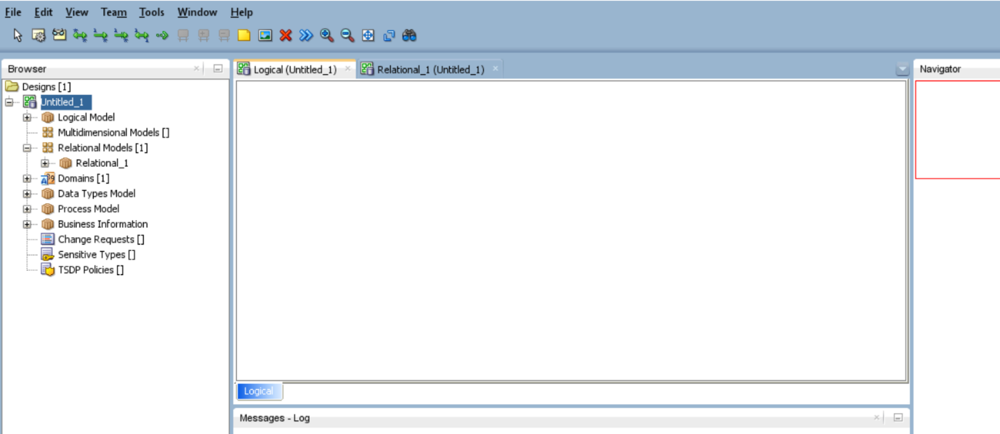 File Edit View Team Tools Window Help
Browser
Designs [1]
Untitled_1
Logical Model
Multidimensional Models []
Relational Models [1]
Relational_1
Domains [1]
Data Types Model
Process Model
Business Information
Change Requests []
Sensitive Types []
TSDP Policies []
Logical (Untitled_1) Relational_1 (Untitled_1)
Logical
Messages - Log
Navigator